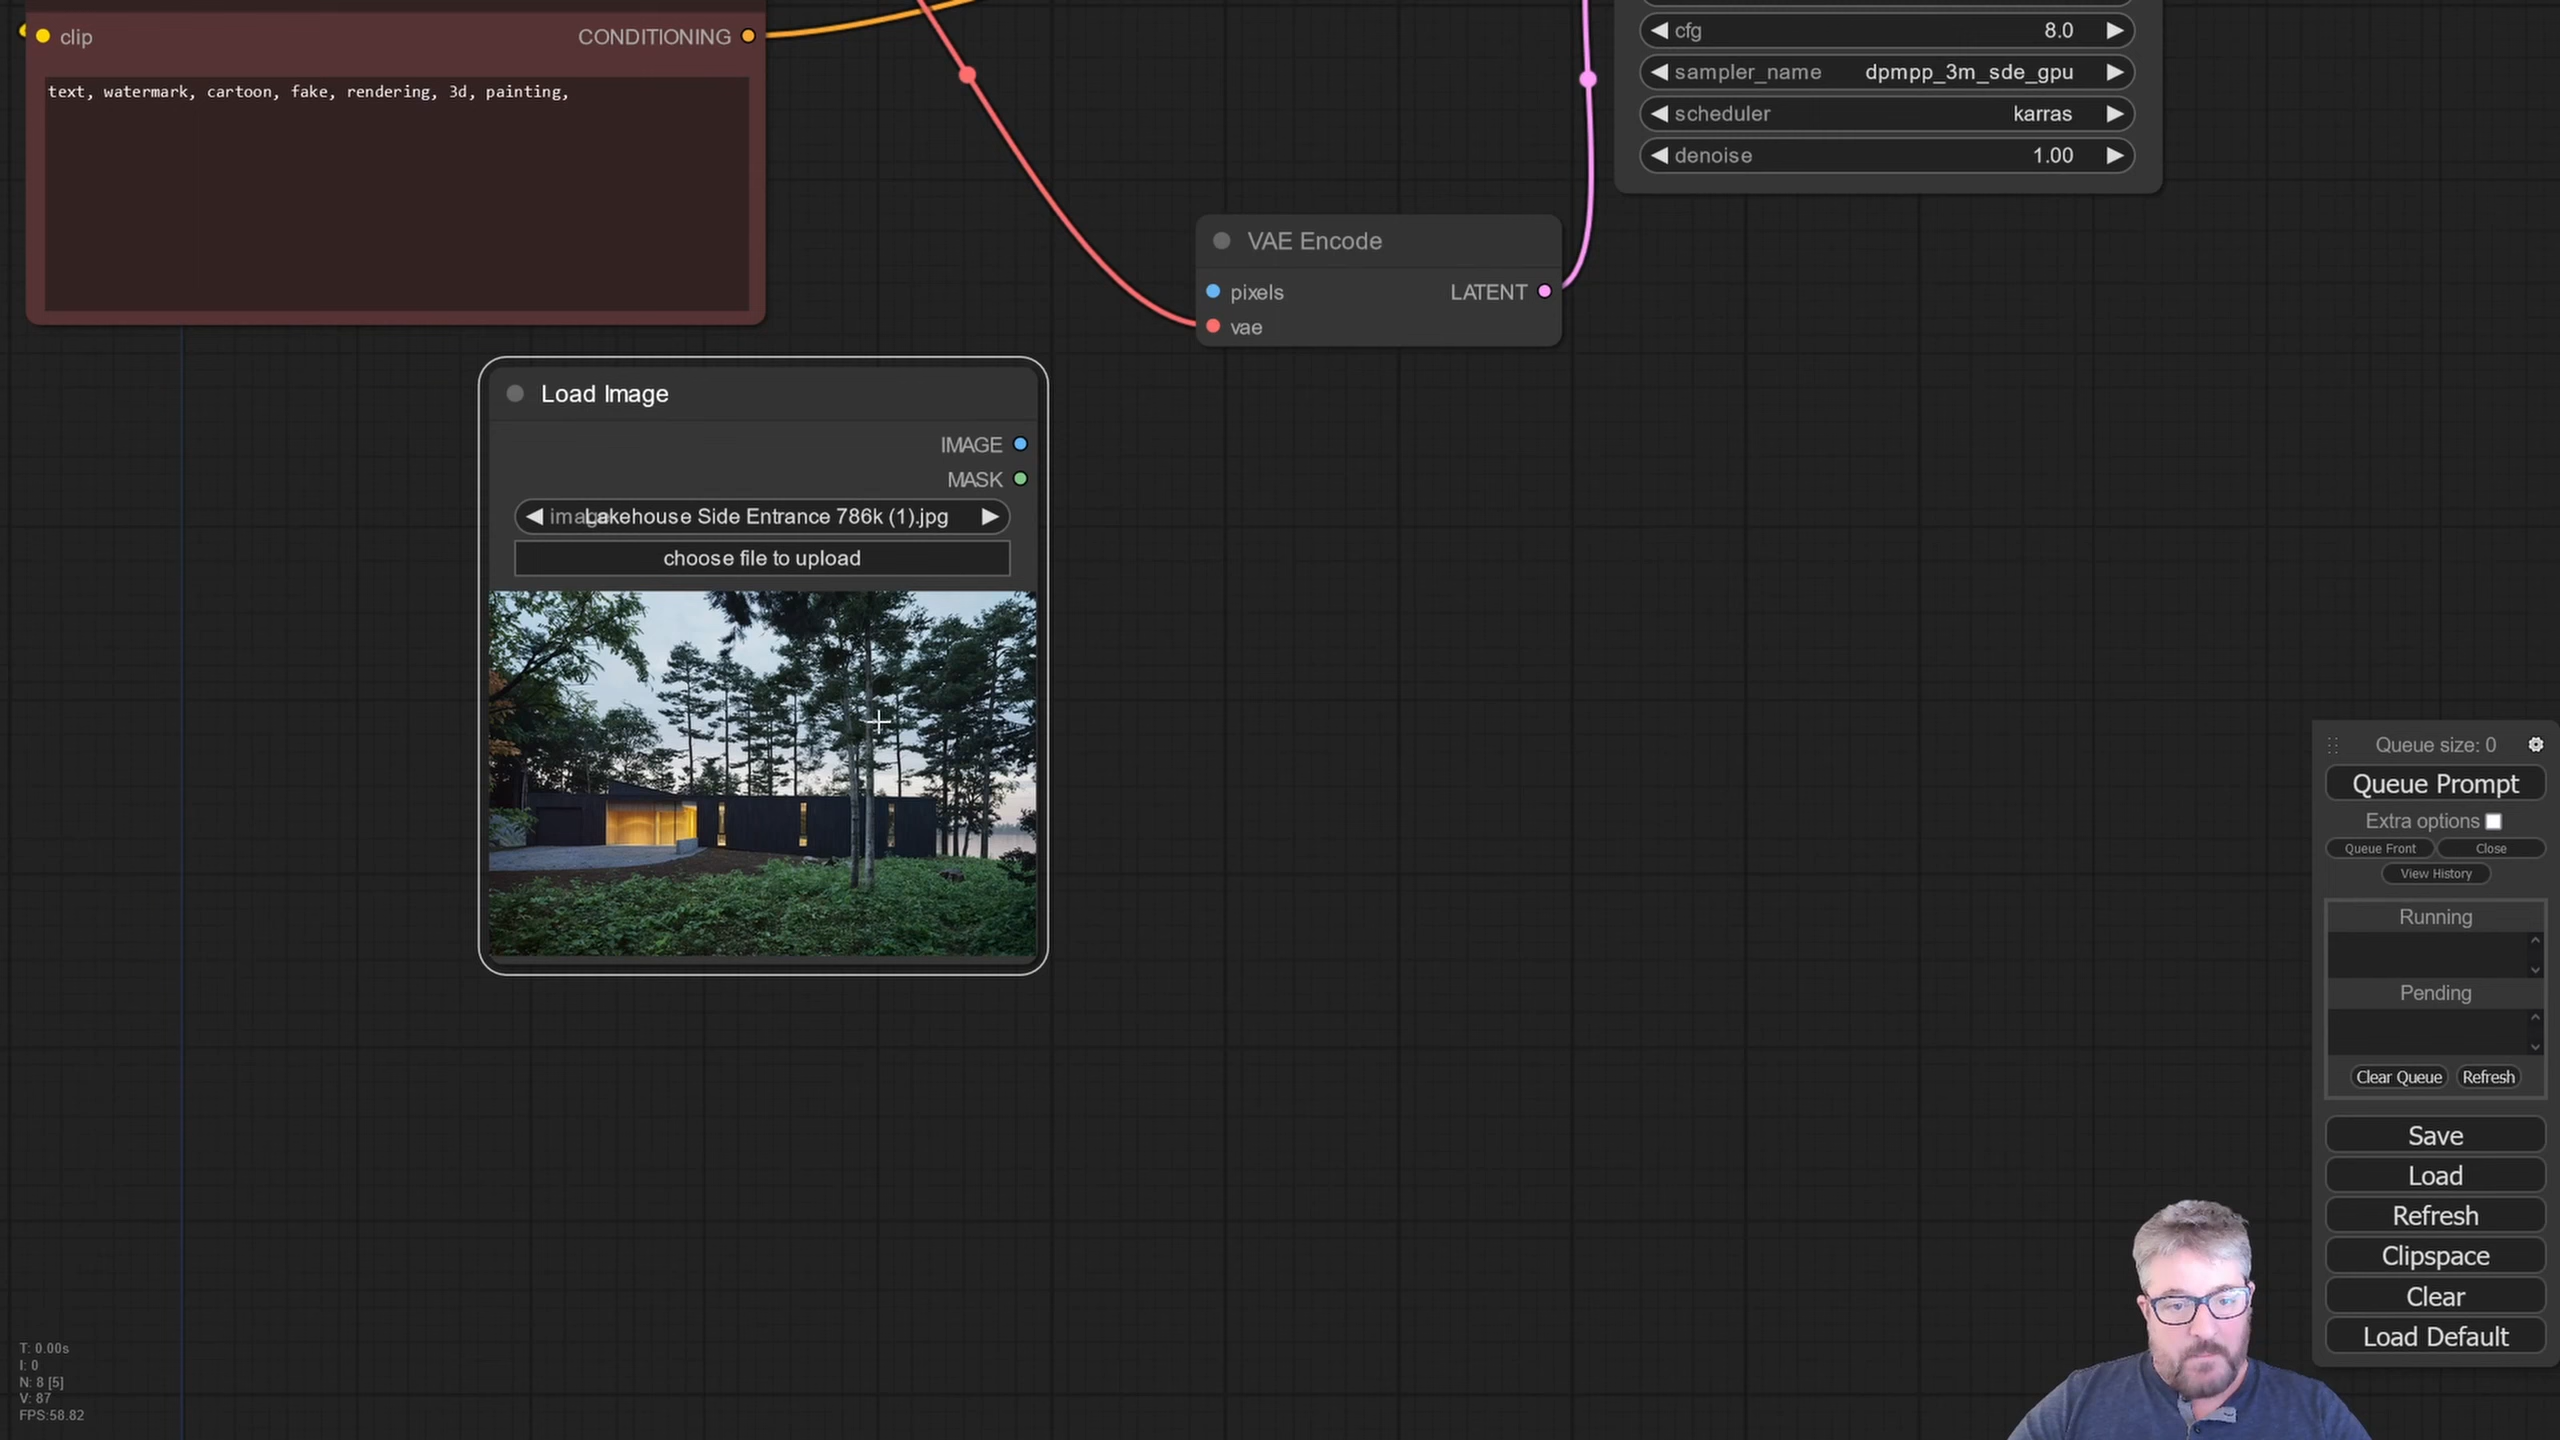 clip CONDITIONING
text, watermark, cartoon, fake, rendering, 3d, painting,
cfg 8.0
sampler_name dpmpp_3m_sde_gpu
scheduler karras
denoise 1.00
VAE Encode
pixels LATENT
vae
Load Image
IMAGE
MASK
image Lakehouse Side Entrance 786k (1).jpg
choose file to upload
Queue size: 0
Queue Prompt
Extra options
Queue Front Close
View History
Running
Pending
Clear Queue Refresh
Save
Load
Refresh
Clipspace
Clear
Load Default
T: 0.00s
I: 0
N: 8 [5]
V: 87
FPS:58.82